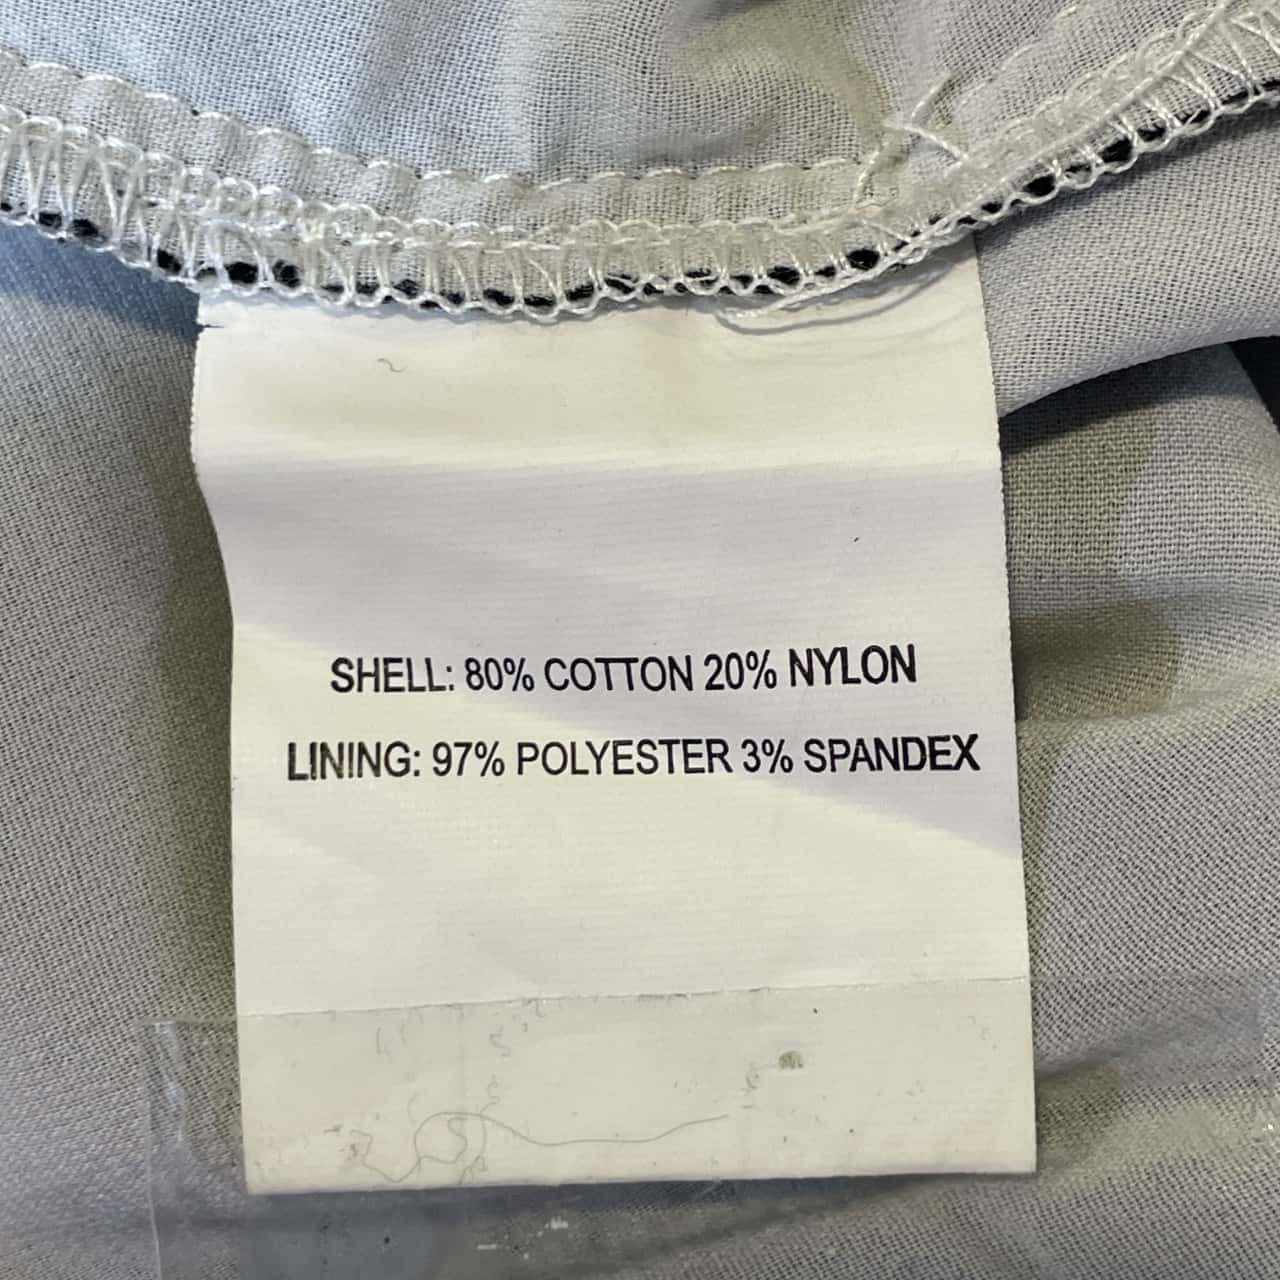 SHELL: 80% COTTON 20% NYLON
LINING: 97% POLYESTER 3% SPANDEX